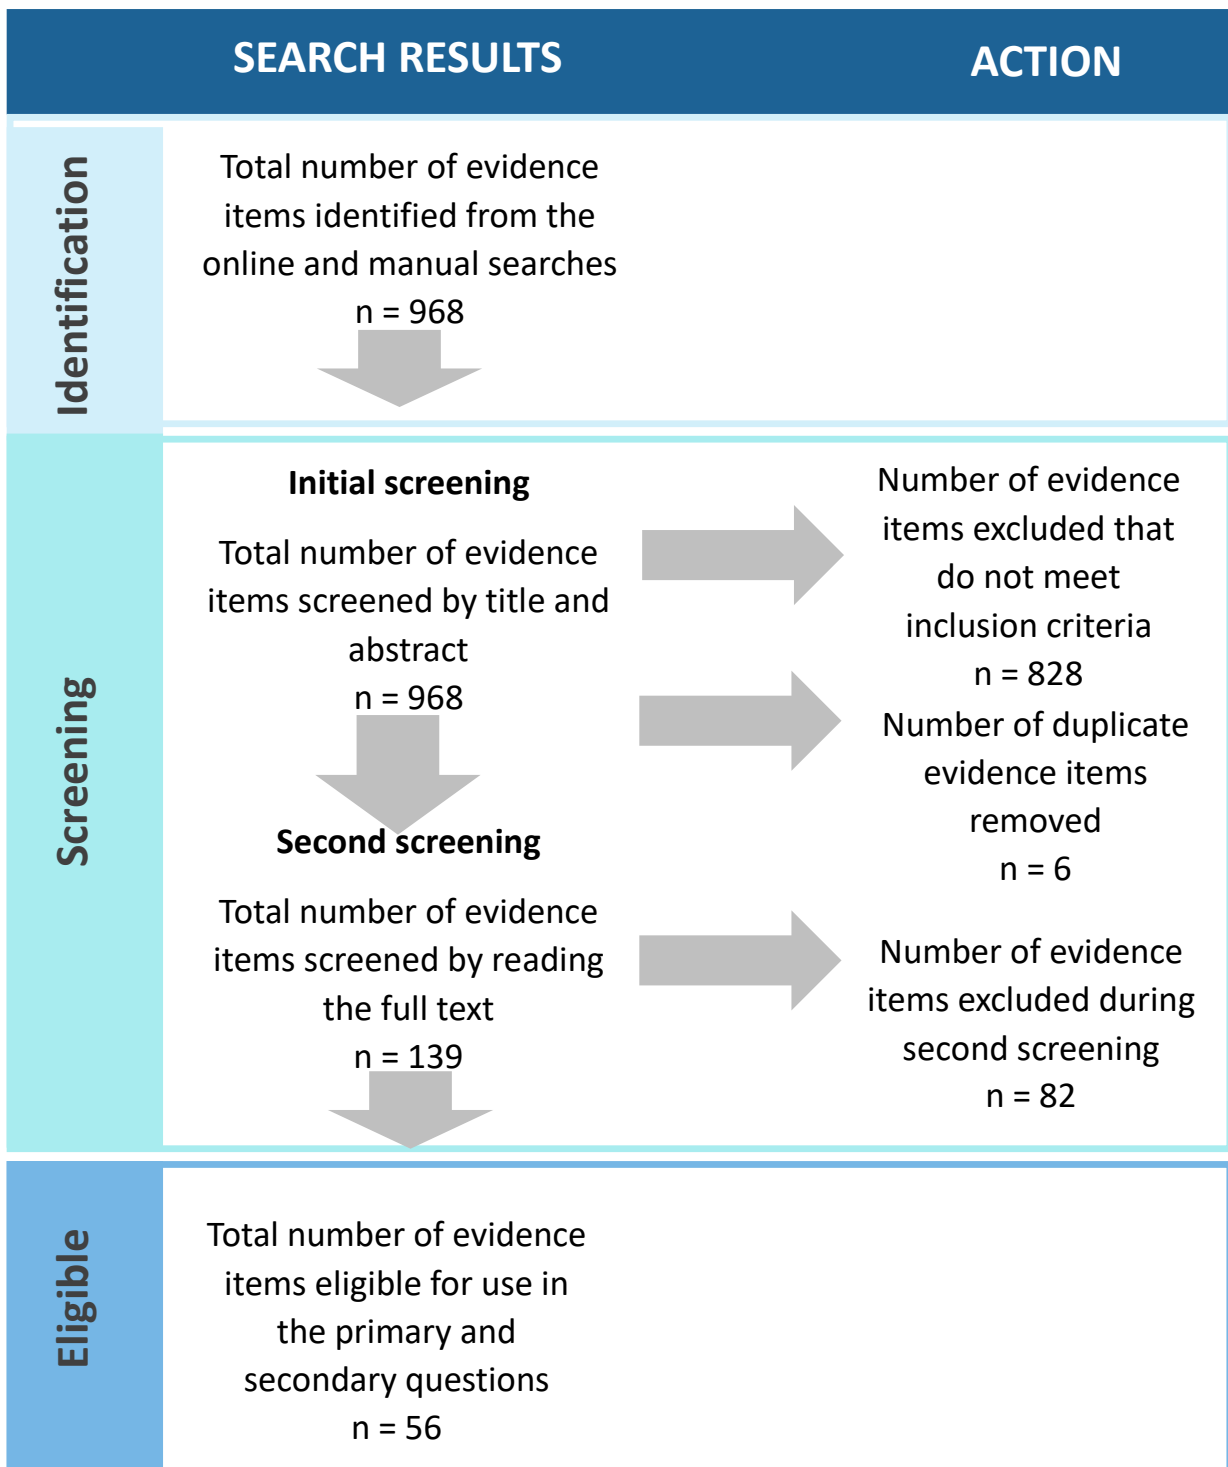 SEARCH RESULTS
ACTION
Identification
Total number of evidence
items identified from the
online and manual searches
n = 968
Screening
Initial screening
Total number of evidence
items screened by title and
abstract
n = 968
Number of evidence
items excluded that
do not meet
inclusion criteria
n = 828
Number of duplicate
evidence items
removed
n = 6
Second screening
Total number of evidence
items screened by reading
the full text
n = 139
Number of evidence
items excluded during
second screening
n = 82
Eligible
Total number of evidence
items eligible for use in
the primary and
secondary questions
n = 56